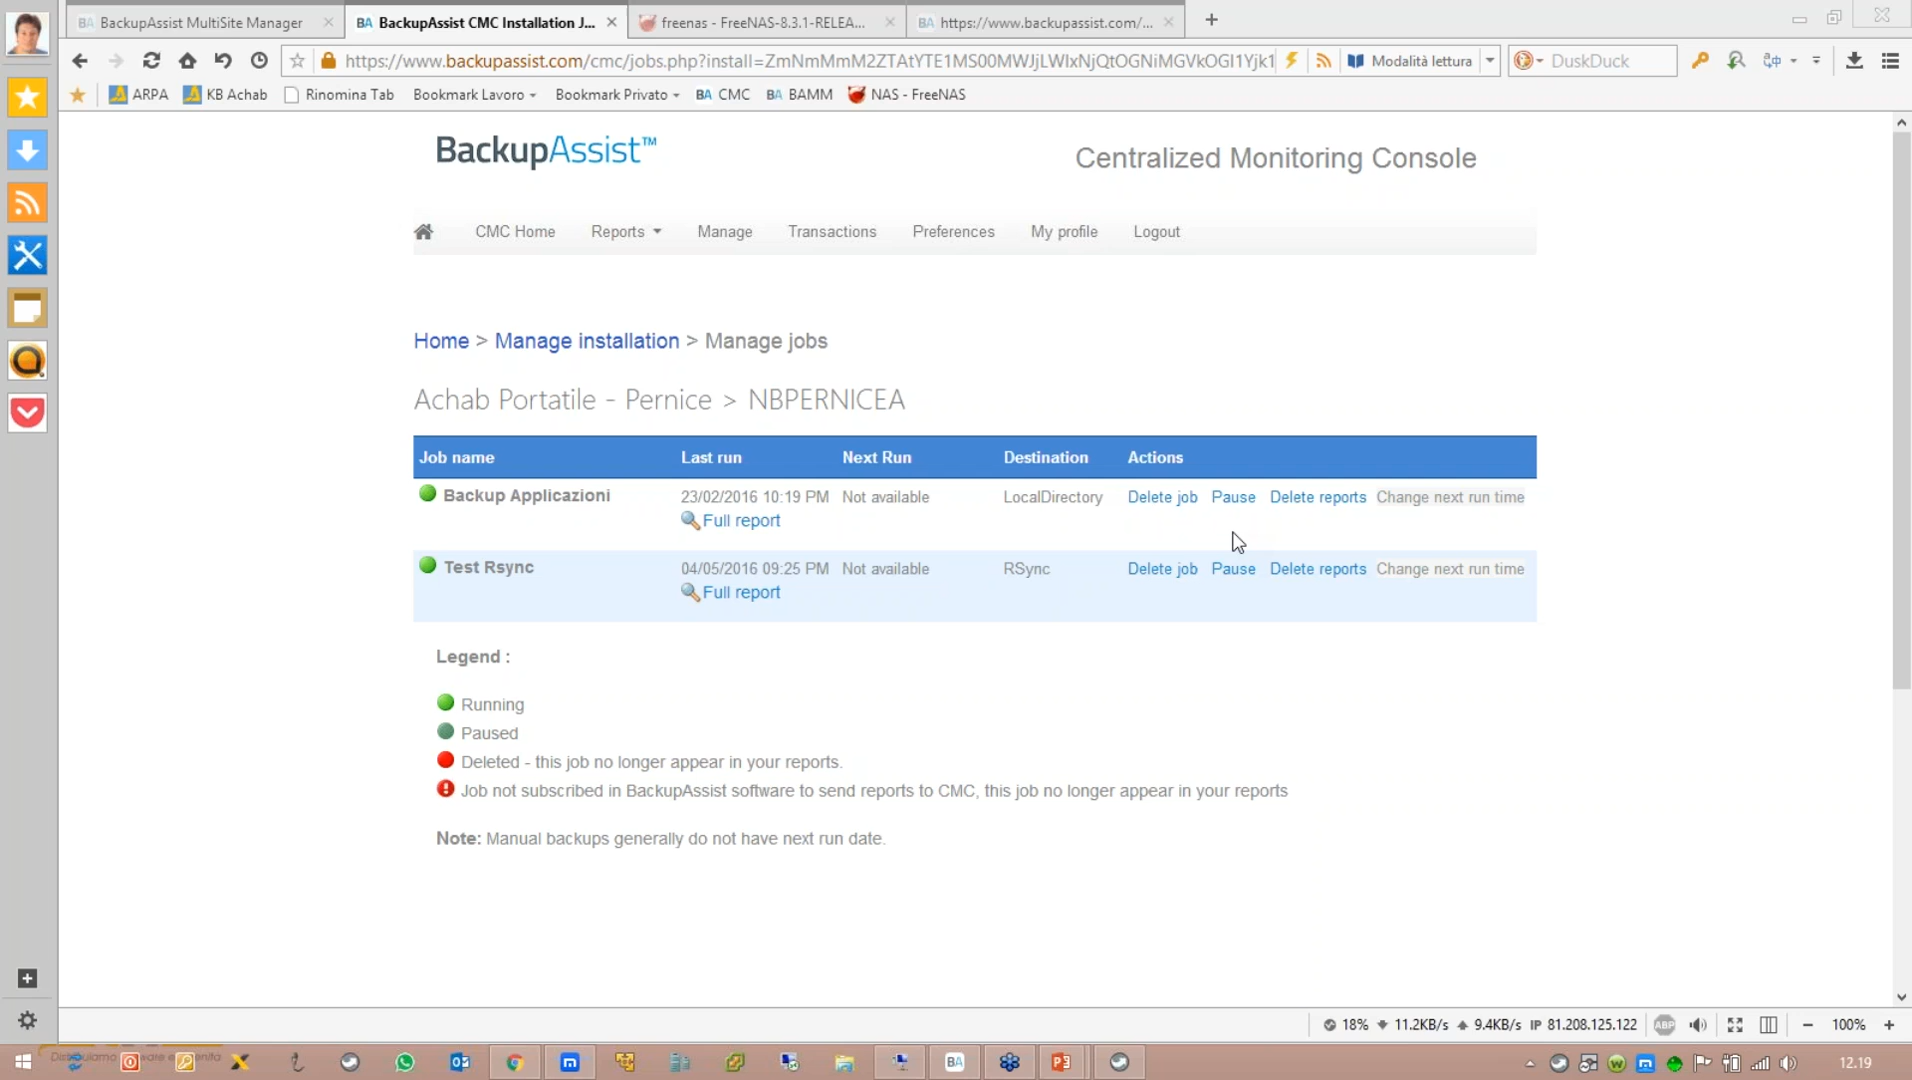 BA BackupAssist MultiSite Manager
BA BackupAssist CMC Installation J...
freenas - FreeNAS-8.3.1-RELEA...
BA https://www.backupassist.com/...
https://www.backupassist.com/cmc/jobs.php?install=ZmNmMmM2ZTAtYTE1MS00MWJjLWIxNjQtOGNiMGVkOGI1Yjk1
Modalità lettura
DuskDuck
ARPA
KB Achab
Rinomina Tab
Bookmark Lavoro
Bookmark Privato
BA CMC
BA BAMM
NAS - FreeNAS
BackupAssist™
Centralized Monitoring Console
CMC Home Reports Manage Transactions Preferences My profile Logout
Home > Manage installation > Manage jobs
Achab Portatile - Pernice > NBPERNICEA
Job name Last run Next Run Destination Actions
Backup Applicazioni 23/02/2016 10:19 PM Not available LocalDirectory Delete job Pause Delete reports Change next run time
Full report
Test Rsync 04/05/2016 09:25 PM Not available RSync Delete job Pause Delete reports Change next run time
Full report
Legend :
Running
Paused
Deleted - this job no longer appear in your reports.
Job not subscribed in BackupAssist software to send reports to CMC, this job no longer appear in your reports
Note: Manual backups generally do not have next run date.
18% 11.2KB/s 9.4KB/s IP 81.208.125.122 ABP 100%
BA
12.19